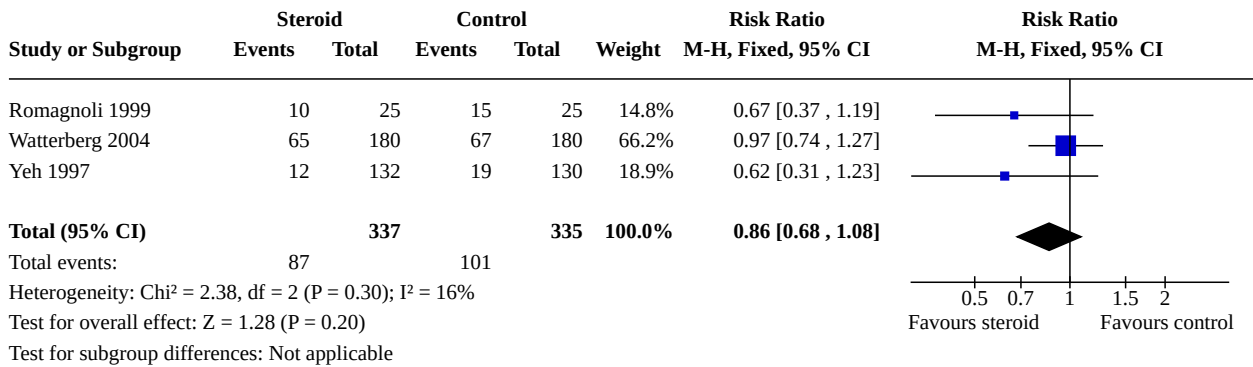 Steroid Control Risk Ratio Risk Ratio
Study or Subgroup Events Total Events Total Weight M-H, Fixed, 95% CI M-H, Fixed, 95% CI
Romagnoli 1999 10 25 15 25 14.8% 0.67 [0.37 , 1.19]
Watterberg 2004 65 180 67 180 66.2% 0.97 [0.74 , 1.27]
Yeh 1997 12 132 19 130 18.9% 0.62 [0.31 , 1.23]
Total (95% CI) 337 335 100.0% 0.86 [0.68 , 1.08]
Total events: 87 101
Heterogeneity: Chi² = 2.38, df = 2 (P = 0.30); I² = 16%
0.5 0.7 1 1.5 2
Test for overall effect: Z = 1.28 (P = 0.20)
Favours steroid Favours control
Test for subgroup differences: Not applicable